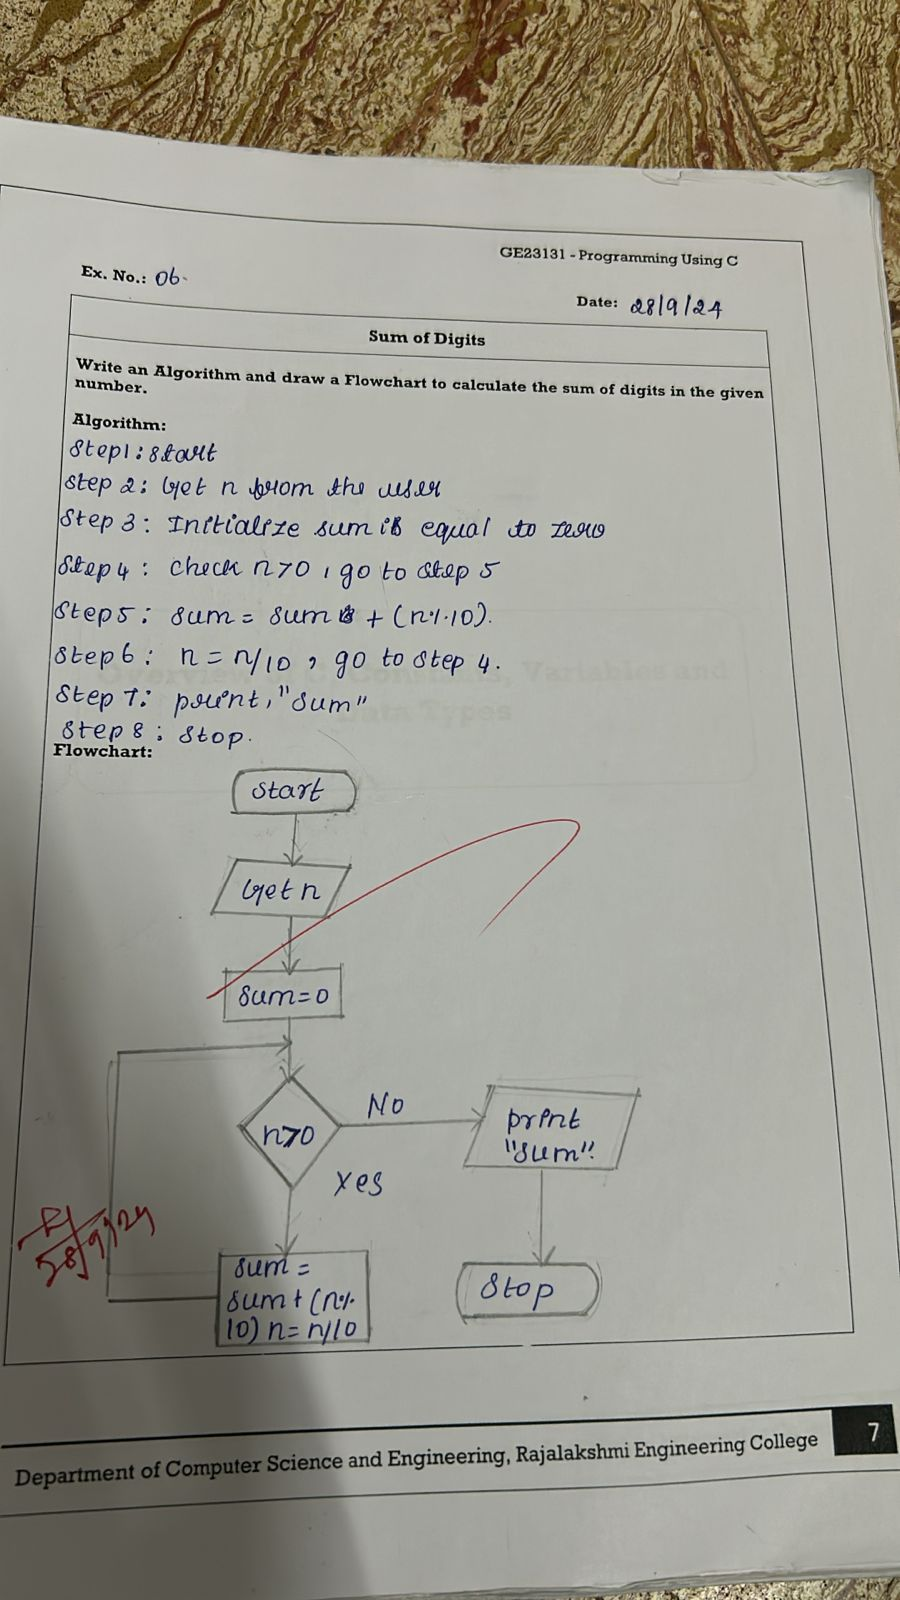 GE23131 - Programming Using C
Ex. No.: 06.
Date: 28/9/24
Sum of Digits
Write an Algorithm and draw a Flowchart to calculate the sum of digits in the given
number.
Algorithm:
Step1: start
Step 2: Get n from the user
Step 3: Initialize sum is equal to zero
Step 4: check n>0, go to step 5
Step5: sum = sum + (n%10).
Step 6: n = n/10, go to step 4.
Step 7: print, "sum"
Step 8: Stop.
Flowchart:
Start
Get n
Sum=0
n>0
No
print
"sum".
Yes
sum =
sum + (n%
10) n = n/10
Stop
28/9/24
Department of Computer Science and Engineering, Rajalakshmi Engineering College
7